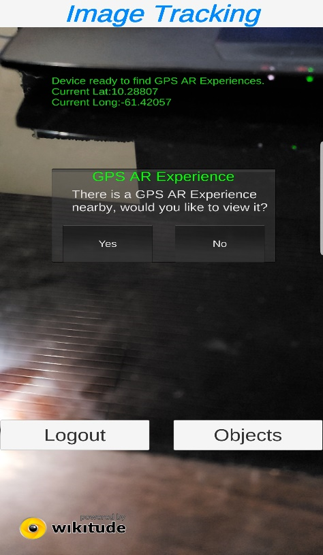 Image Tracking
Device ready to find GPS AR Experiences.
Current Lat:10.28807
Current Long:-61.42057
GPS AR Experience
There is a GPS AR Experience
nearby, would you like to view it?
Yes No
Logout Objects
powered by
wikitude